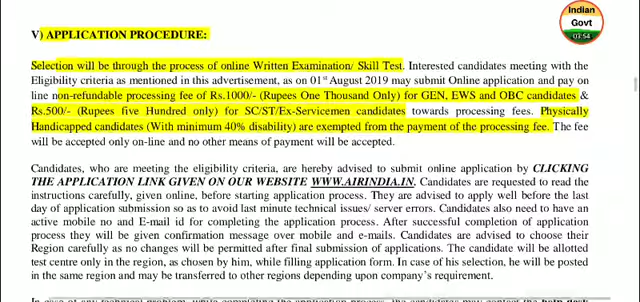 Indian
Govt
03:54
V) APPLICATION PROCEDURE:
Selection will be through the process of online Written Examination/ Skill Test. Interested candidates meeting with the
Eligibility criteria as mentioned in this advertisement, as on 01st August 2019 may submit Online application and pay on
line non-refundable processing fee of Rs.1000/- (Rupees One Thousand Only) for GEN, EWS and OBC candidates &
Rs.500/- (Rupees five Hundred only) for SC/ST/Ex-Servicemen candidates towards processing fees. Physically
Handicapped candidates (With minimum 40% disability) are exempted from the payment of the processing fee. The fee
will be accepted only on-line and no other means of payment will be accepted.
Candidates, who are meeting the eligibility criteria, are hereby advised to submit online application by CLICKING
THE APPLICATION LINK GIVEN ON OUR WEBSITE WWW.AIRINDIA.IN. Candidates are requested to read the
instructions carefully, given online, before starting application process. They are advised to apply well before the last
day of application submission so as to avoid last minute technical issues/ server errors. Candidates also need to have an
active mobile no and E-mail id for completing the application process. After successful completion of application
process they will be given confirmation message over mobile and e-mails. Candidates are advised to choose their
Region carefully as no changes will be permitted after final submission of applications. The candidate will be allotted
test centre only in the region, as chosen by him, while filling application form. In case of his selection, he will be posted
in the same region and may be transferred to other regions depending upon company's requirement.